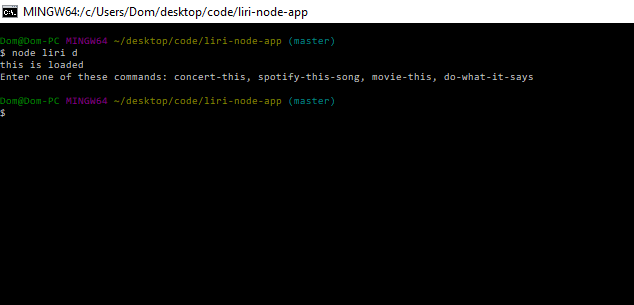 MINGW64:/c/Users/Dom/desktop/code/liri-node-app
Dom@Dom-PC MINGW64 ~/desktop/code/liri-node-app (master)
$ node liri d
this is loaded
Enter one of these commands: concert-this, spotify-this-song, movie-this, do-what-it-says
Dom@Dom-PC MINGW64 ~/desktop/code/liri-node-app (master)
$